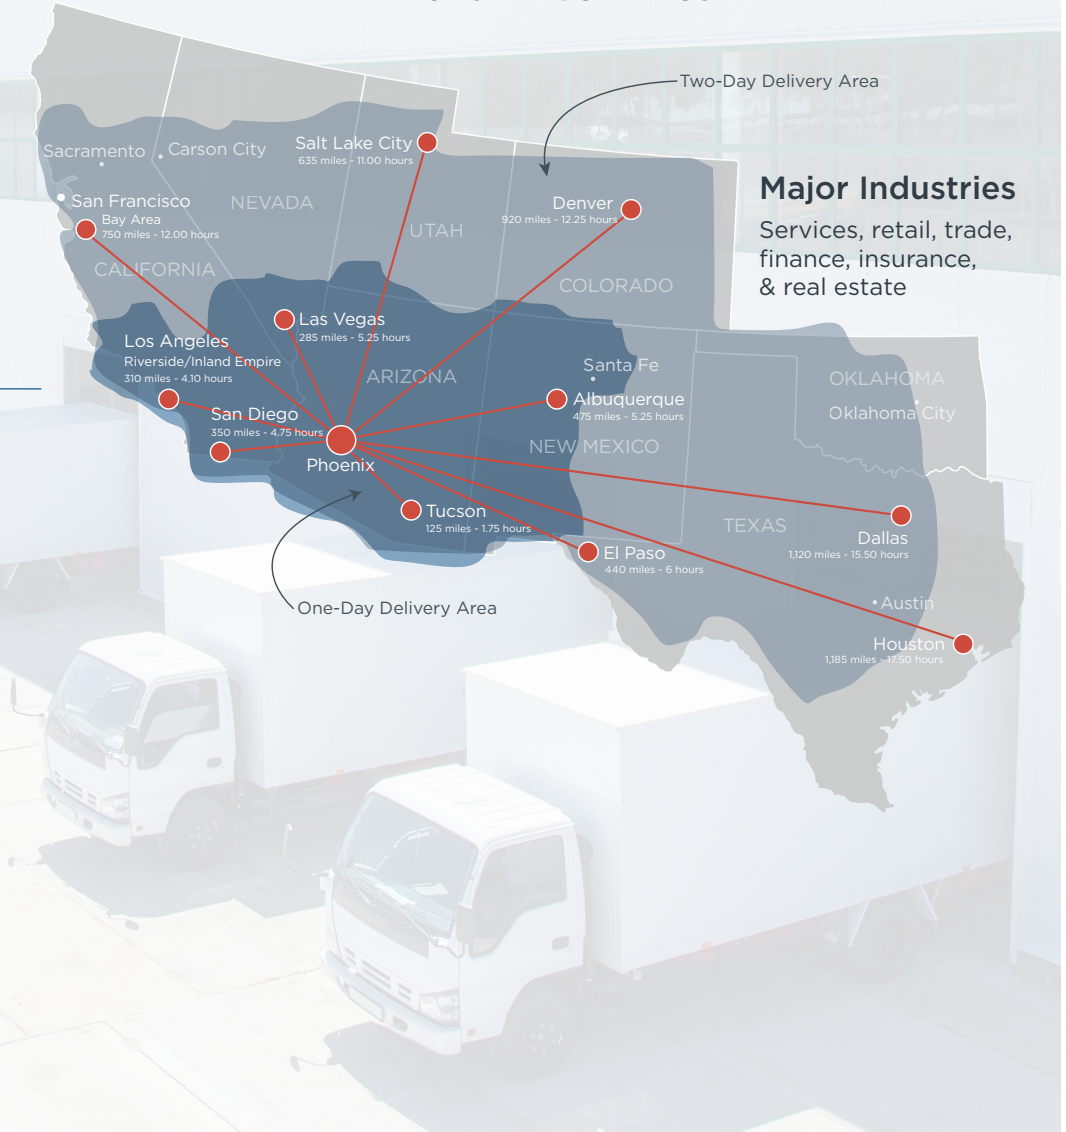 Two-Day Delivery Area
Salt Lake City
635 miles - 11.00 hours
Sacramento
Carson City
Major Industries
Services, retail, trade,
finance, insurance,
& real estate
San Francisco
Bay Area
750 miles - 12.00 hours
NEVADA
Denver
920 miles - 12.25 hours
UTAH
CALIFORNIA
COLORADO
Las Vegas
285 miles - 5.25 hours
Los Angeles
Riverside/Inland Empire
310 miles - 4.10 hours
ARIZONA
Santa Fe
OKLAHOMA
Albuquerque
475 miles - 5.25 hours
Oklahoma City
San Diego
350 miles - 4.75 hours
NEW MEXICO
Phoenix
Tucson
125 miles - 1.75 hours
TEXAS
Dallas
1,120 miles - 15.50 hours
El Paso
440 miles - 6 hours
One-Day Delivery Area
Austin
Houston
1,185 miles - 17.50 hours